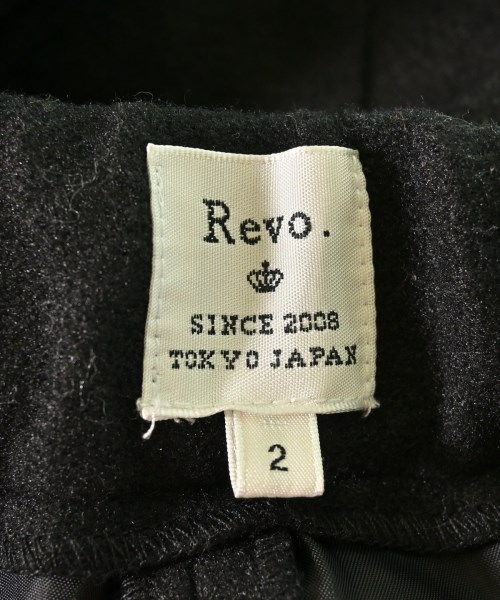 Revo.
SINCE 2008
TOKYO JAPAN
2